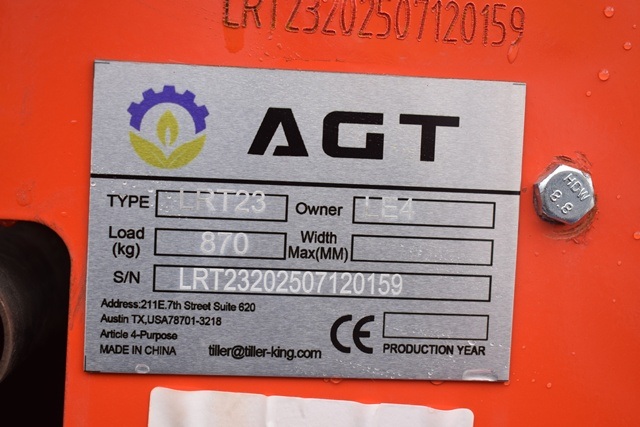 LRT23202507120159
AGT
TYPE LRT23 Owner LE4
Load (kg) 870 Width Max(MM)
S/N LRT23202507120159
Address:211E.7th Street Suite 620
Austin TX,USA78701-3218
Article 4-Purpose
MADE IN CHINA tiller@tiller-king.com CE PRODUCTION YEAR
HDW
8.8